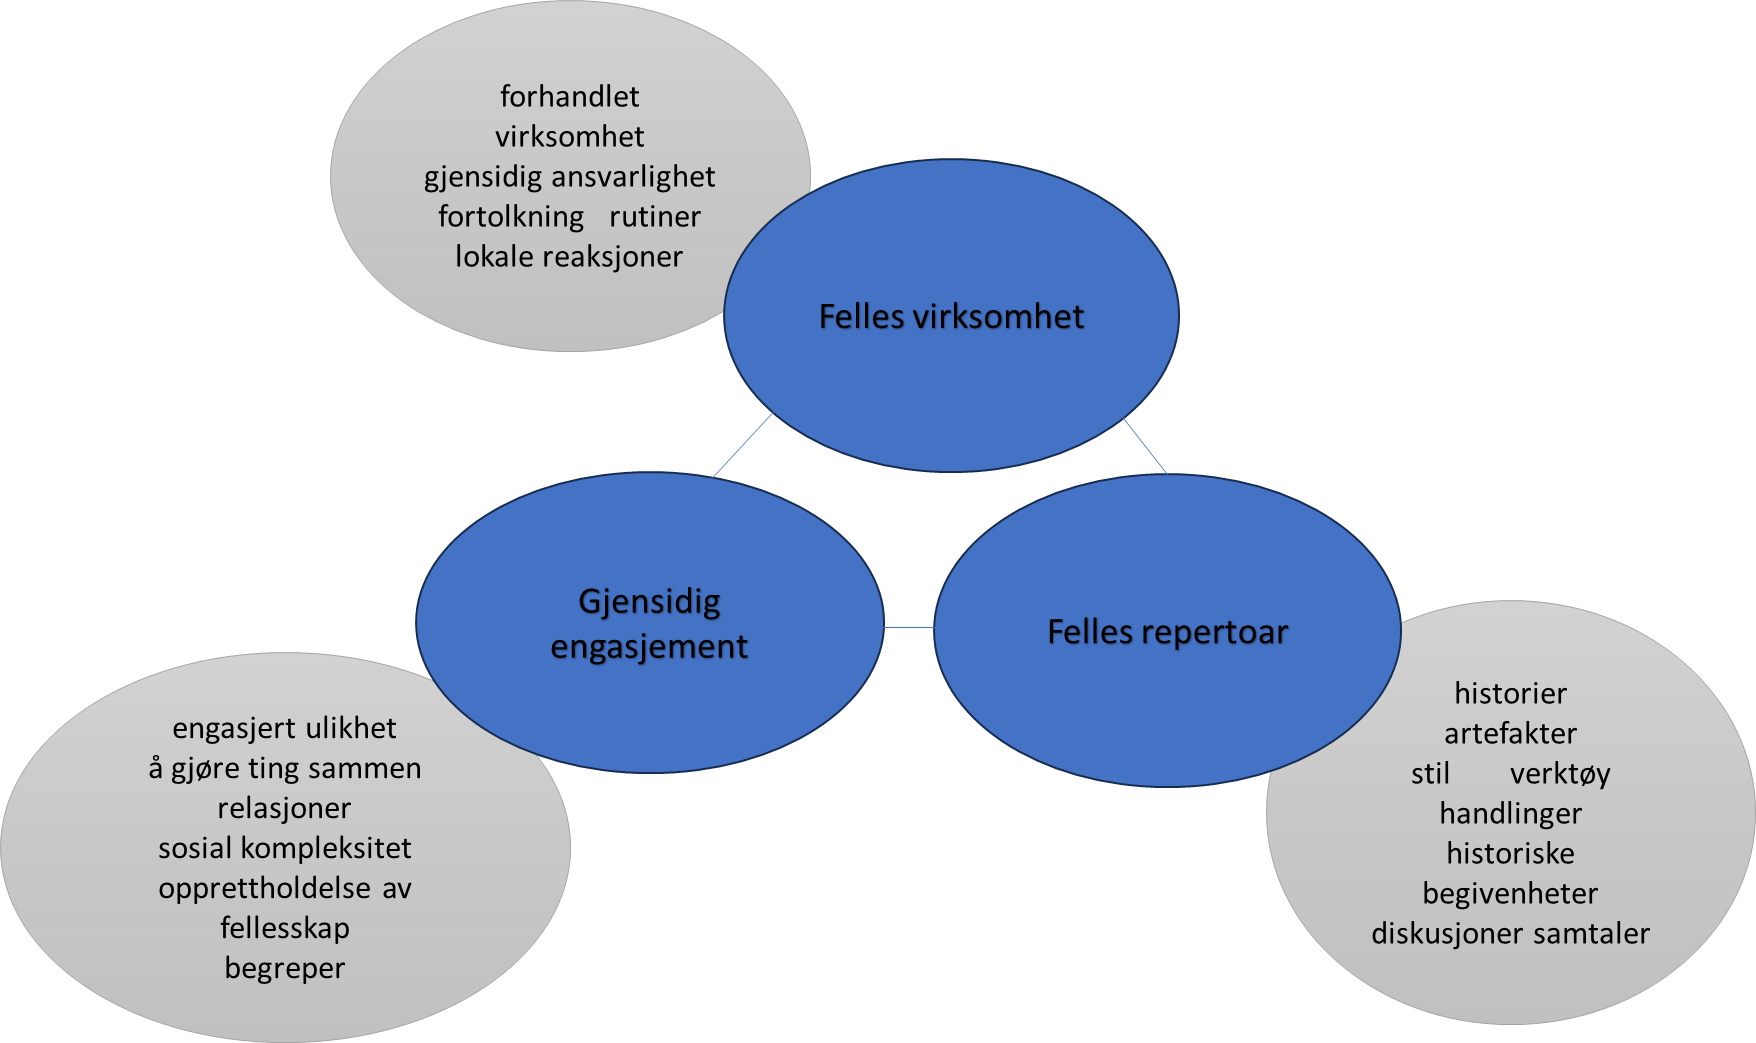 forhandlet
virksomhet
gjensidig ansvarlighet
fortolkning rutiner
lokale reaksjoner
Felles virksomhet
Gjensidig
engasjement
Felles repertoar
engasjert ulikhet
å gjøre ting sammen
relasjoner
sosial kompleksitet
opprettholdelse av
fellesskap
begreper
historier
artefakter
stil verktøy
handlinger
historiske
begivenheter
diskusjoner samtaler